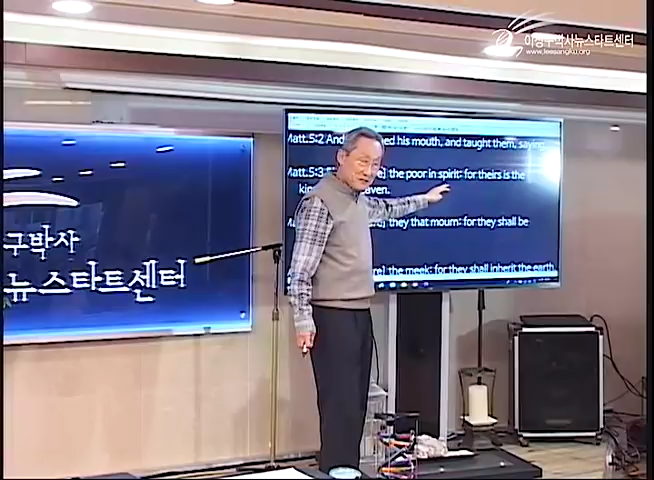 이상구박사뉴스타트센터
www.leesangku.org
Matt.5:2 And his mouth, and taught them, saying
Matt.5:3 the poor in spirit: for theirs is the
they that mourn: for they shall be
the meek: for they shall inherit the earth
구박사
뉴스타트센터